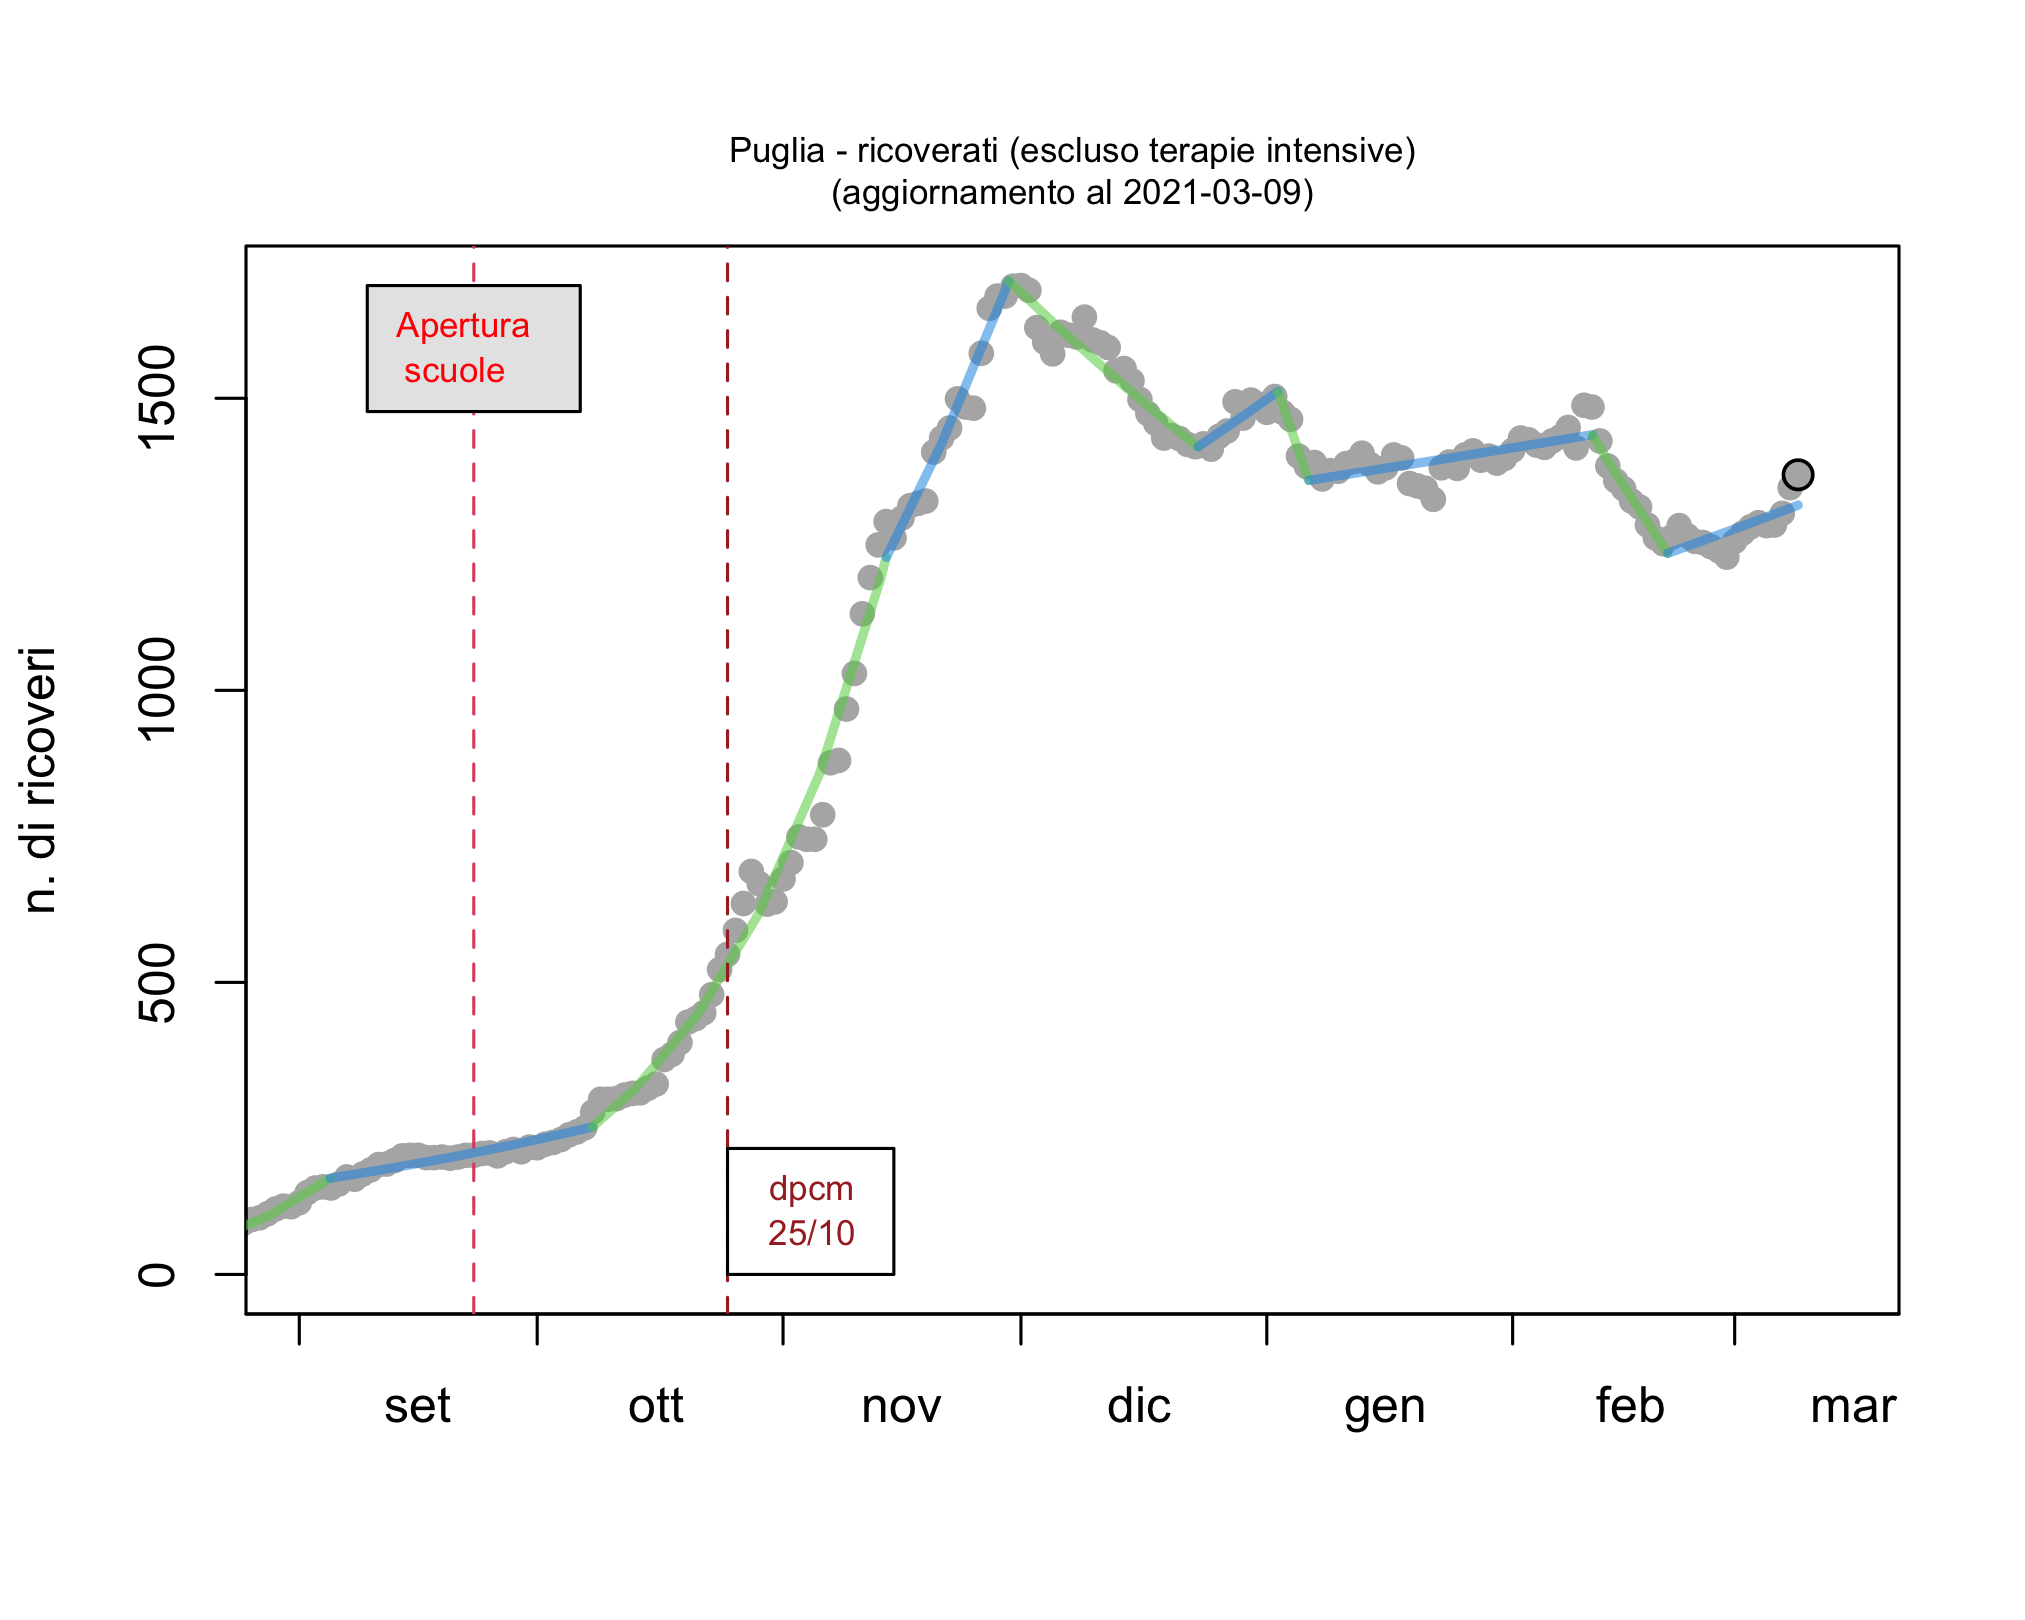 Puglia - ricoverati (escluso terapie intensive)
(aggiornamento al 2021-03-09)
Apertura
scuole
dpcm
25/10
n. di ricoveri
1500
1000
500
0
set ott nov dic gen feb mar